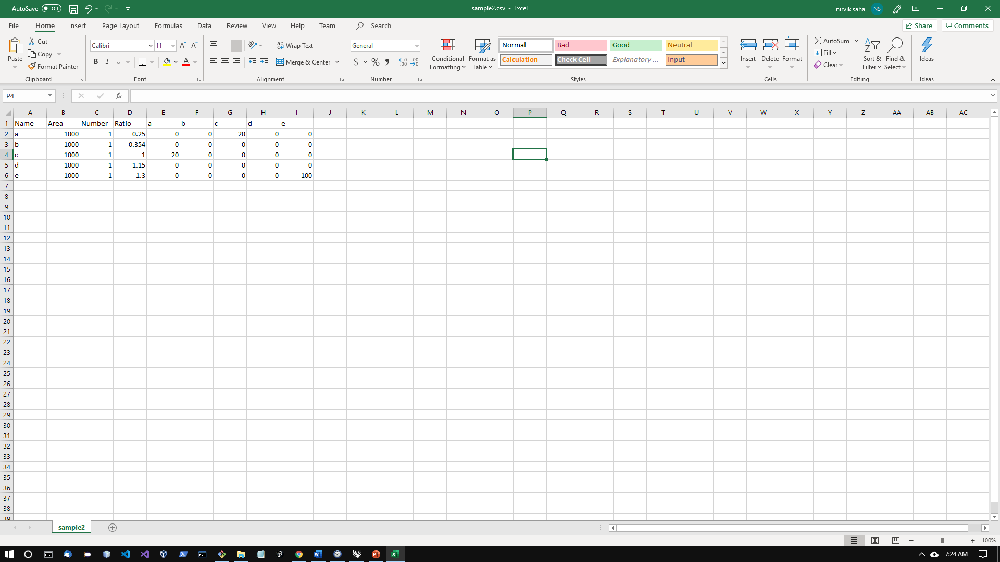 AutoSave Off
sample2.csv - Excel
nirvik saha NS
File Home Insert Page Layout Formulas Data Review View Help Team Search
Share Comments
Paste
Cut
Copy
Format Painter
Clipboard
Calibri 11
B I U
Font
Wrap Text
Merge & Center
Alignment
General
$ % ,
Number
Conditional Formatting
Format as Table
Normal Bad Good Neutral
Calculation Check Cell Explanatory ... Input
Styles
Insert Delete Format
Cells
AutoSum
Fill
Clear
Sort & Filter
Find & Select
Editing
Ideas
Ideas
P4 fx
A B C D E F G H I J K L M N O P Q R S T U V W X Y Z AA AB AC
1 Name Area Number Ratio a b c d e
2 a 1000 1 0.25 0 0 20 0 0
3 b 1000 1 0.354 0 0 0 0 0
4 c 1000 1 1 20 0 0 0 0
5 d 1000 1 1.15 0 0 0 0 0
6 e 1000 1 1.3 0 0 0 0 -100
7
8
9
10
11
12
13
14
15
16
17
18
19
20
21
22
23
24
25
26
27
28
29
30
31
32
33
34
35
36
37
38
39
sample2
100%
7:24 AM